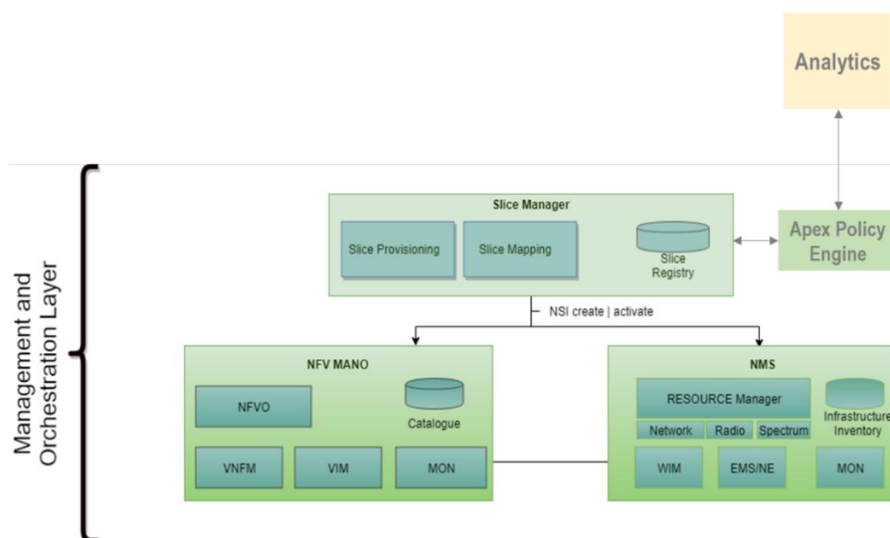 Analytics
Management and
Orchestration Layer
Slice Manager
Slice Provisioning
Slice Mapping
Slice
Registry
Apex Policy
Engine
NSI create | activate
NFV MANO
NFVO
Catalogue
VNFM
VIM
MON
NMS
RESOURCE Manager
Network
Radio
Spectrum
Infrastructure
Inventory
WIM
EMS/NE
MON